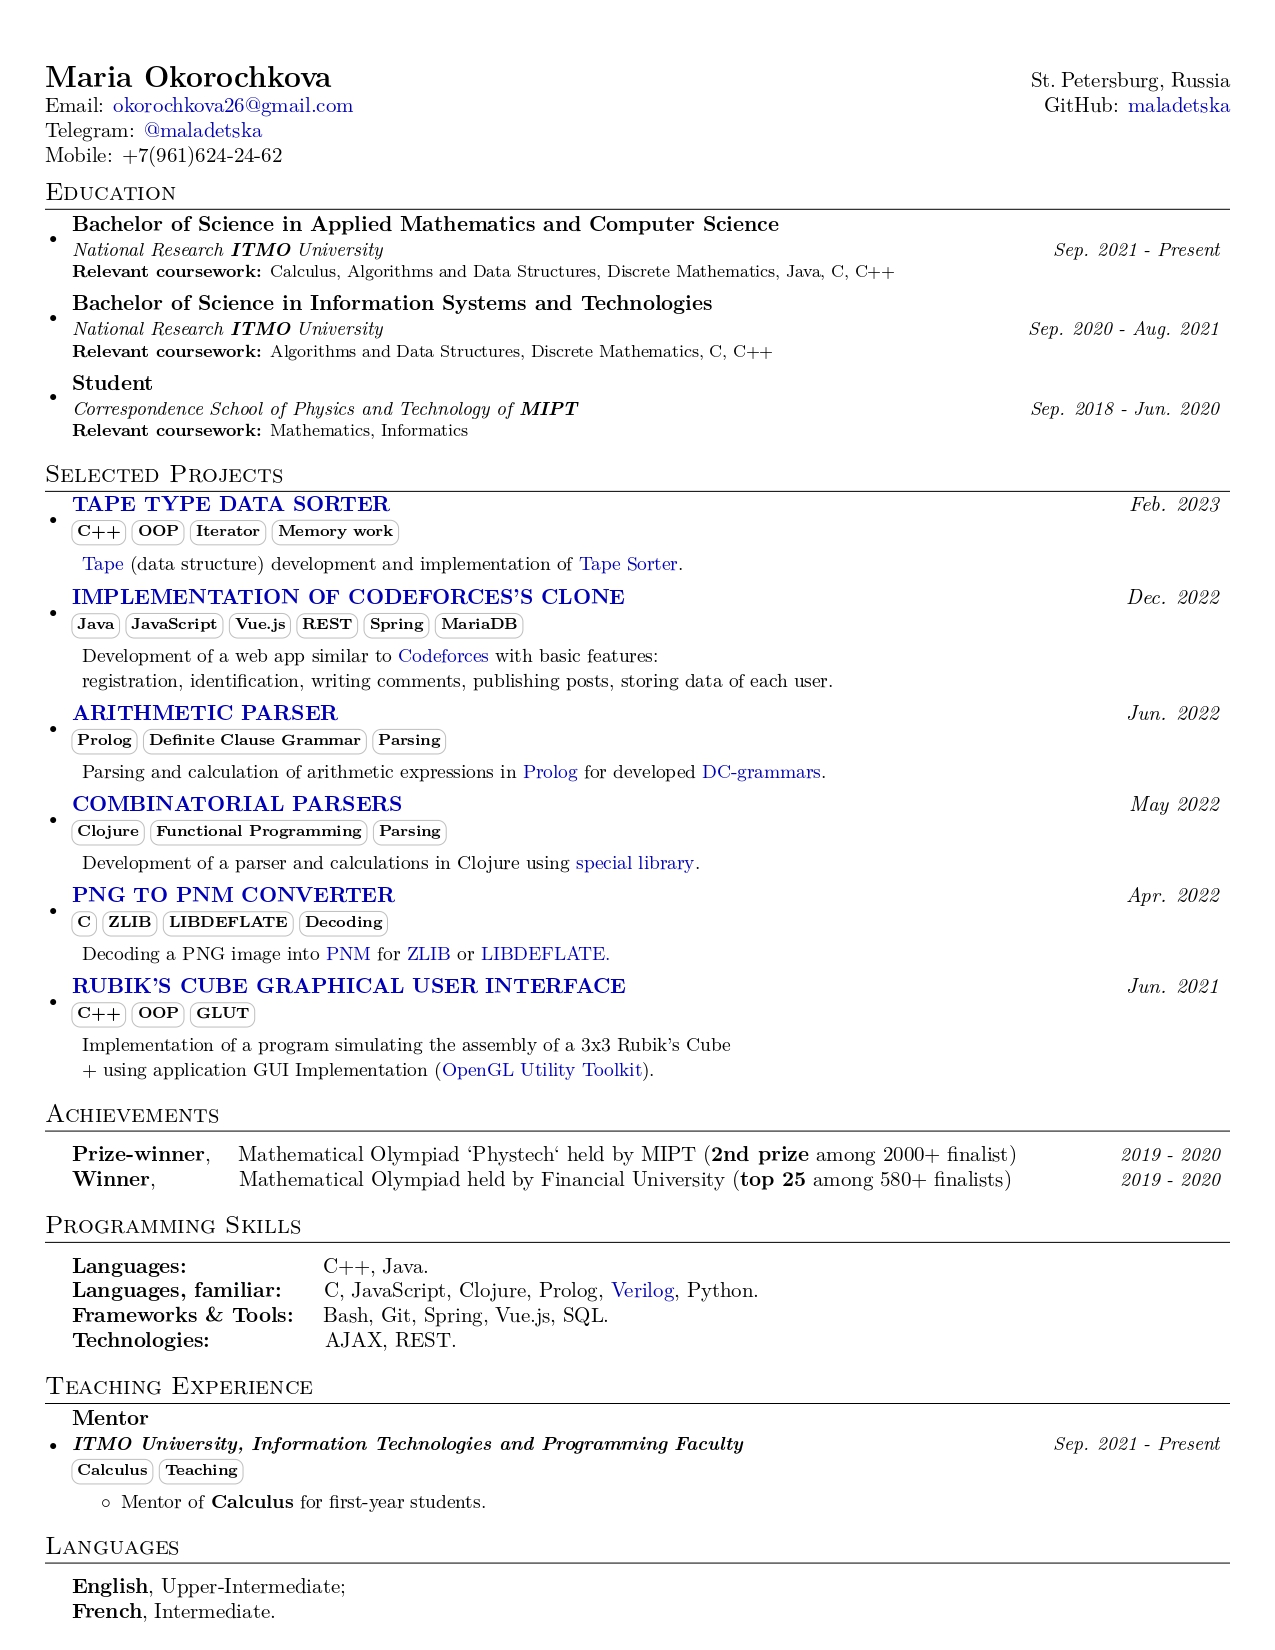 Maria Okorochkova
St. Petersburg, Russia
Email: okorochkova26@gmail.com
GitHub: maladetska
Telegram: @maladetska
Mobile: +7(961)624-24-62
Education
• Bachelor of Science in Applied Mathematics and Computer Science
National Research ITMO University Sep. 2021 - Present
Relevant coursework: Calculus, Algorithms and Data Structures, Discrete Mathematics, Java, C, C++
• Bachelor of Science in Information Systems and Technologies
National Research ITMO University Sep. 2020 - Aug. 2021
Relevant coursework: Algorithms and Data Structures, Discrete Mathematics, C, C++
• Student
Correspondence School of Physics and Technology of MIPT Sep. 2018 - Jun. 2020
Relevant coursework: Mathematics, Informatics
Selected Projects
• TAPE TYPE DATA SORTER Feb. 2023
C++ OOP Iterator Memory work
Tape (data structure) development and implementation of Tape Sorter.
• IMPLEMENTATION OF CODEFORCES'S CLONE Dec. 2022
Java JavaScript Vue.js REST Spring MariaDB
Development of a web app similar to Codeforces with basic features:
registration, identification, writing comments, publishing posts, storing data of each user.
• ARITHMETIC PARSER Jun. 2022
Prolog Definite Clause Grammar Parsing
Parsing and calculation of arithmetic expressions in Prolog for developed DC-grammars.
• COMBINATORIAL PARSERS May 2022
Clojure Functional Programming Parsing
Development of a parser and calculations in Clojure using special library.
• PNG TO PNM CONVERTER Apr. 2022
C ZLIB LIBDEFLATE Decoding
Decoding a PNG image into PNM for ZLIB or LIBDEFLATE.
• RUBIK'S CUBE GRAPHICAL USER INTERFACE Jun. 2021
C++ OOP GLUT
Implementation of a program simulating the assembly of a 3x3 Rubik's Cube
+ using application GUI Implementation (OpenGL Utility Toolkit).
Achievements
Prize-winner, Mathematical Olympiad ‘Phystech‘ held by MIPT (2nd prize among 2000+ finalist) 2019 - 2020
Winner, Mathematical Olympiad held by Financial University (top 25 among 580+ finalists) 2019 - 2020
Programming Skills
Languages: C++, Java.
Languages, familiar: C, JavaScript, Clojure, Prolog, Verilog, Python.
Frameworks & Tools: Bash, Git, Spring, Vue.js, SQL.
Technologies: AJAX, REST.
Teaching Experience
Mentor
• ITMO University, Information Technologies and Programming Faculty Sep. 2021 - Present
Calculus Teaching
○ Mentor of Calculus for first-year students.
Languages
English, Upper-Intermediate;
French, Intermediate.